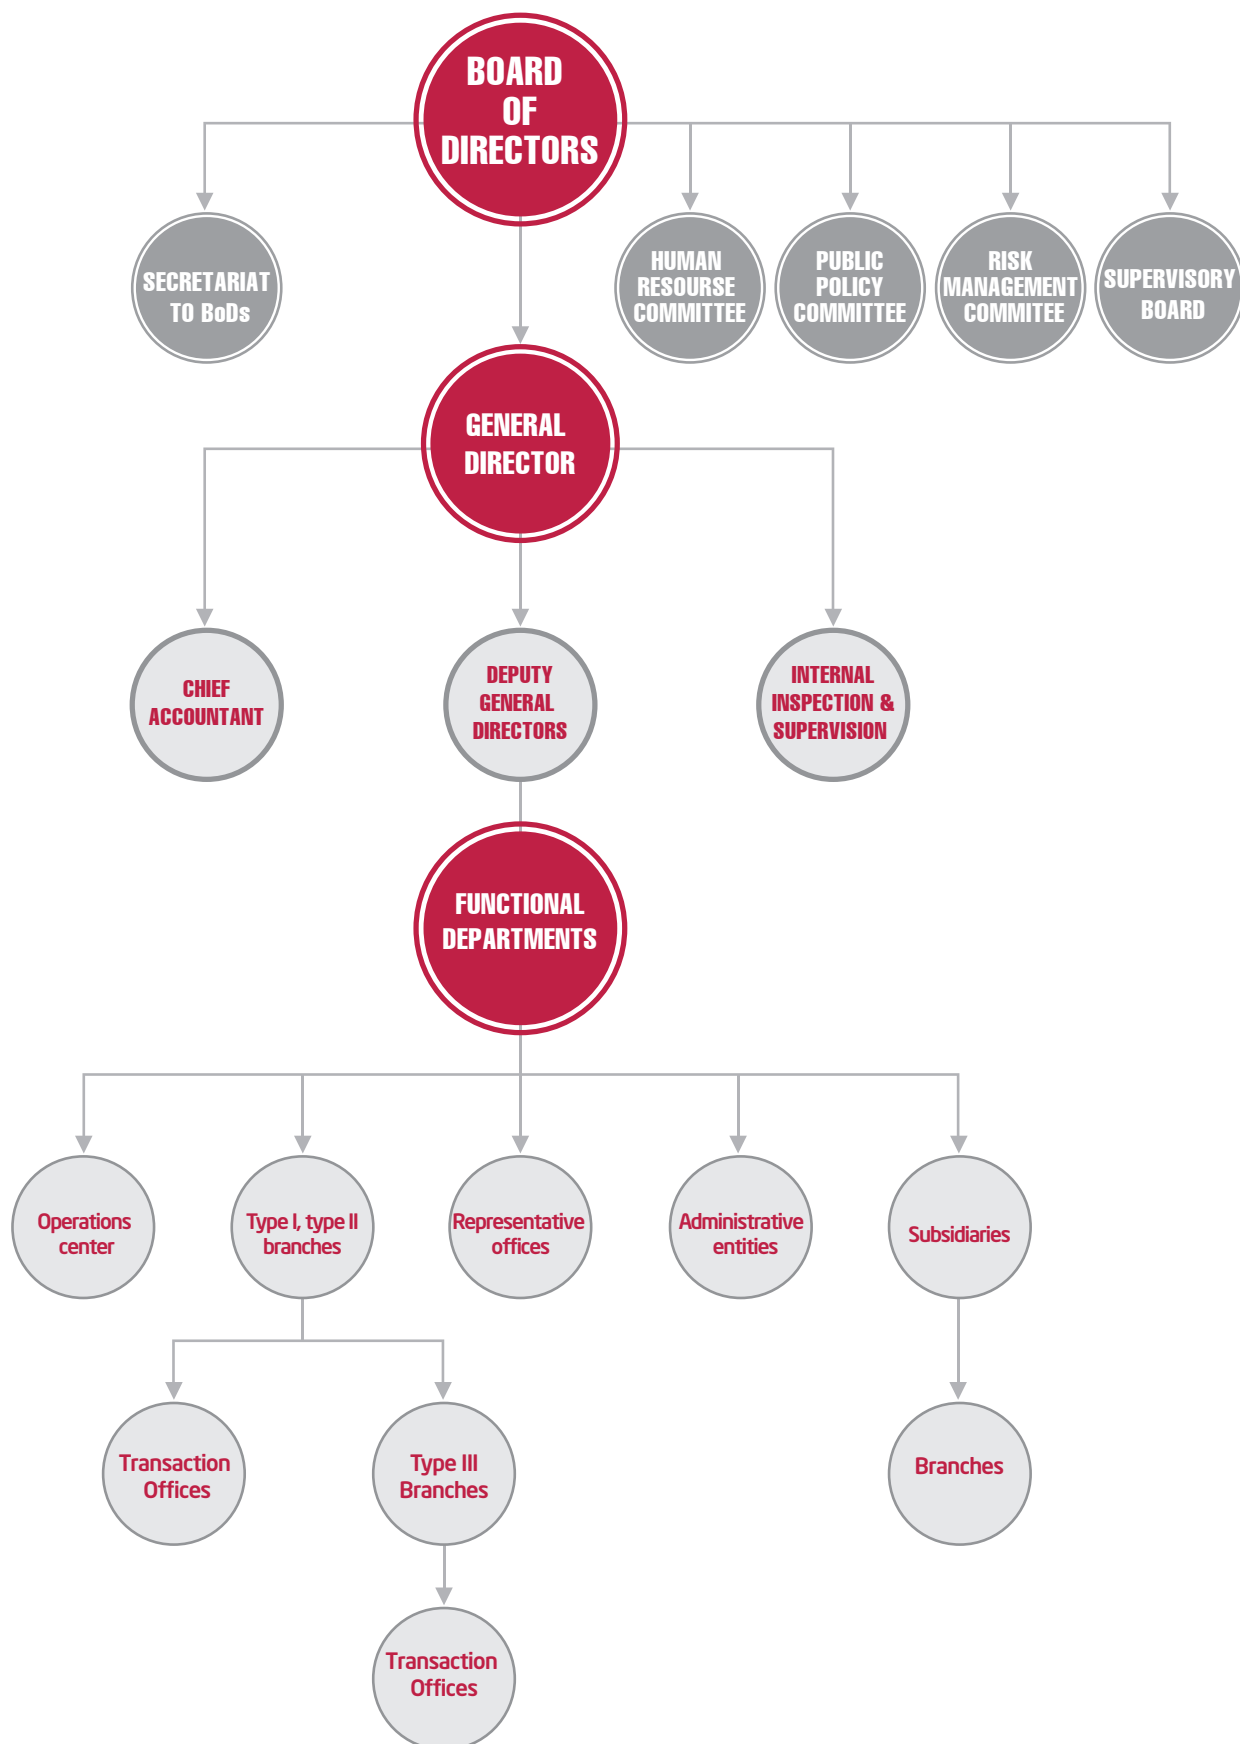 BOARD
OF
DIRECTORS
SECRETARIAT
TO BoDs
HUMAN
RESOURSE
COMMITTEE
PUBLIC
POLICY
COMMITTEE
RISK
MANAGEMENT
COMMITEE
SUPERVISORY
BOARD
GENERAL
DIRECTOR
CHIEF
ACCOUNTANT
DEPUTY
GENERAL
DIRECTORS
INTERNAL
INSPECTION &
SUPERVISION
FUNCTIONAL
DEPARTMENTS
Operations
center
Type I, type II
branches
Representative
offices
Administrative
entities
Subsidiaries
Transaction
Offices
Type III
Branches
Branches
Transaction
Offices